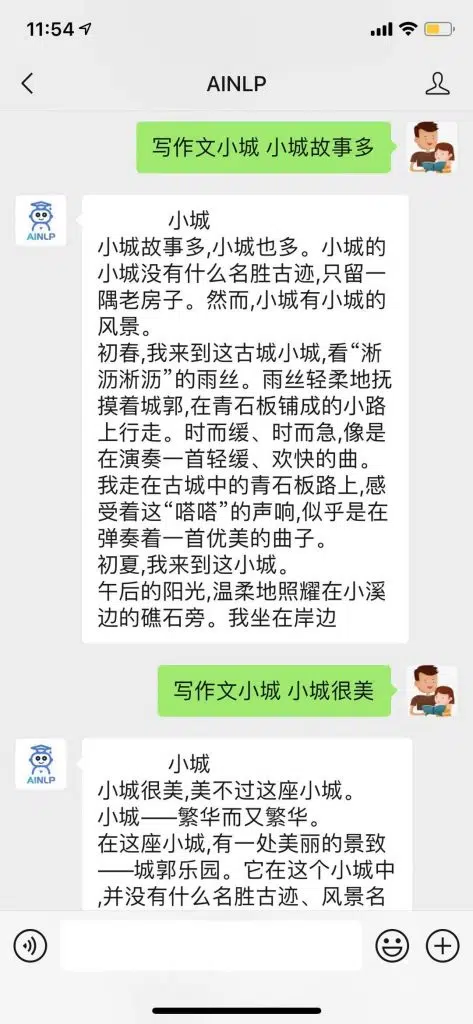 11:54
AINLP
写作文小城 小城故事多
AINLP
小城
小城故事多,小城也多。小城的
小城没有什么名胜古迹,只留一
隅老房子。然而,小城有小城的
风景。
初春,我来到这古城小城,看“淅
沥淅沥”的雨丝。雨丝轻柔地抚
摸着城郭,在青石板铺成的小路
上行走。时而缓、时而急,像是
在演奏一首轻缓、欢快的曲。
我走在古城中的青石板路上,感
受着这“嗒嗒”的声响,似乎是在
弹奏着一首优美的曲子。
初夏,我来到这小城。
午后的阳光,温柔地照耀在小溪
边的礁石旁。我坐在岸边
写作文小城 小城很美
AINLP
小城
小城很美,美不过这座小城。
小城——繁华而又繁华。
在这座小城,有一处美丽的景致
——城郭乐园。它在这个小城中
,并没有什么名胜古迹、风景名